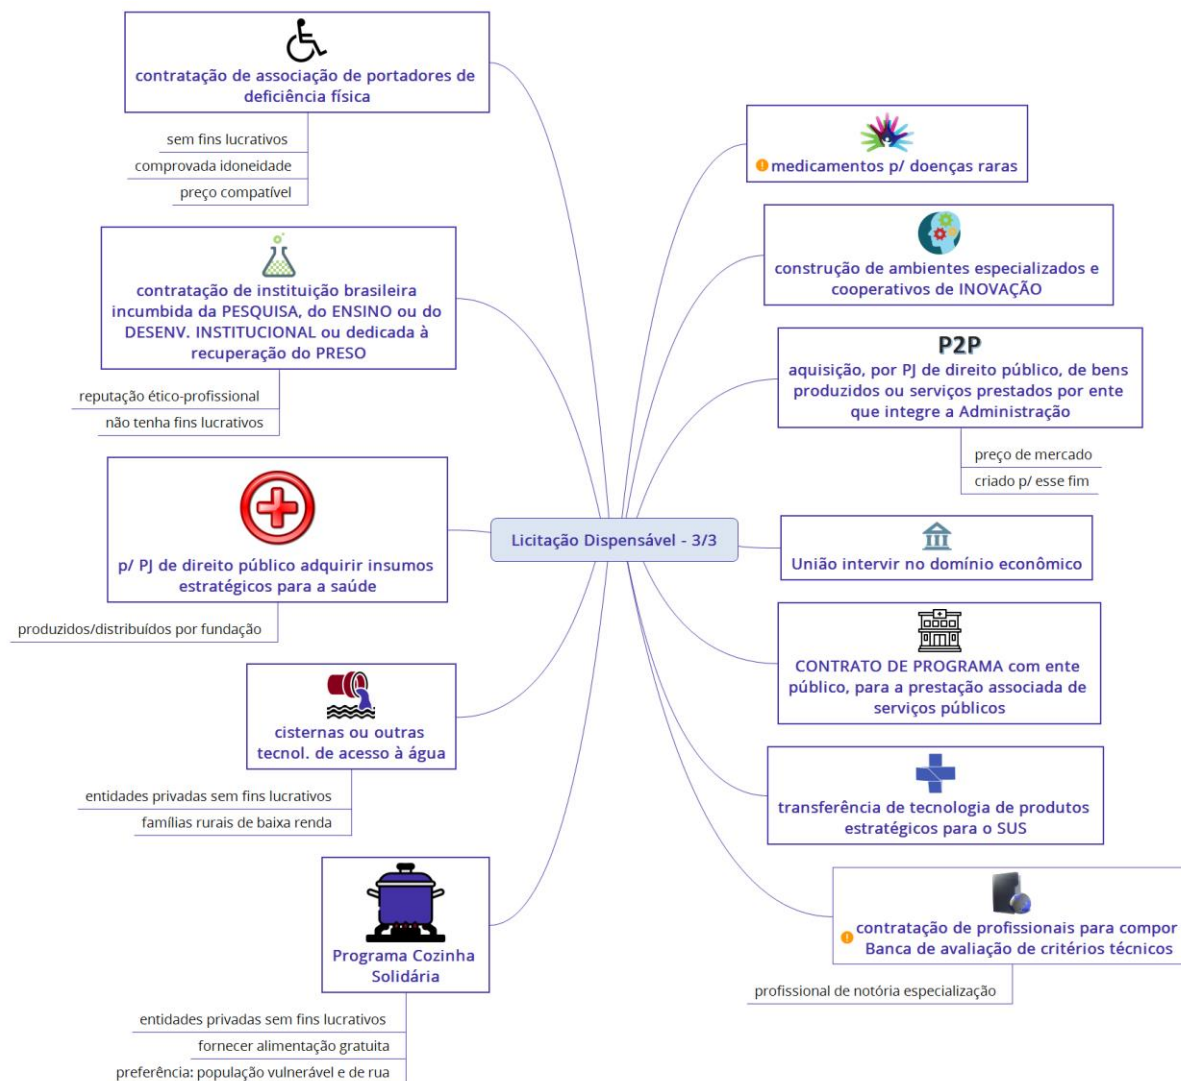 contratação de associação de portadores de
deficiência física
sem fins lucrativos
comprovada idoneidade
preço compatível
contratação de instituição brasileira
incumbida da PESQUISA, do ENSINO ou do
DESENV. INSTITUCIONAL ou dedicada à
recuperação do PRESO
reputação ético-profissional
não tenha fins lucrativos
p/ PJ de direito público adquirir insumos
estratégicos para a saúde
produzidos/distribuídos por fundação
cisternas ou outras
tecnol. de acesso à água
entidades privadas sem fins lucrativos
famílias rurais de baixa renda
Programa Cozinha
Solidária
entidades privadas sem fins lucrativos
fornecer alimentação gratuita
preferência: população vulnerável e de rua
Licitação Dispensável - 3/3
medicamentos p/ doenças raras
construção de ambientes especializados e
cooperativos de INOVAÇÃO
P2P
aquisição, por PJ de direito público, de bens
produzidos ou serviços prestados por ente
que integre a Administração
preço de mercado
criado p/ esse fim
União intervir no domínio econômico
CONTRATO DE PROGRAMA com ente
público, para a prestação associada de
serviços públicos
transferência de tecnologia de produtos
estratégicos para o SUS
contratação de profissionais para compor
Banca de avaliação de critérios técnicos
profissional de notória especialização